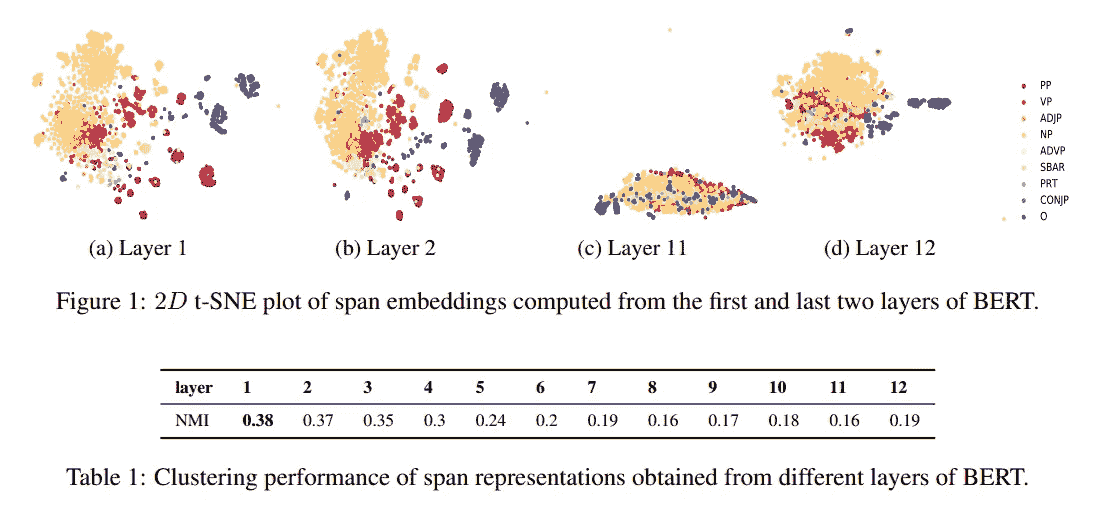 PP
VP
ADJP
NP
ADVP
SBAR
PRT
CONJP
O
(a) Layer 1
(b) Layer 2
(c) Layer 11
(d) Layer 12
Figure 1: 2D t-SNE plot of span embeddings computed from the first and last two layers of BERT.
layer 1 2 3 4 5 6 7 8 9 10 11 12
NMI 0.38 0.37 0.35 0.3 0.24 0.2 0.19 0.16 0.17 0.18 0.16 0.19
Table 1: Clustering performance of span representations obtained from different layers of BERT.